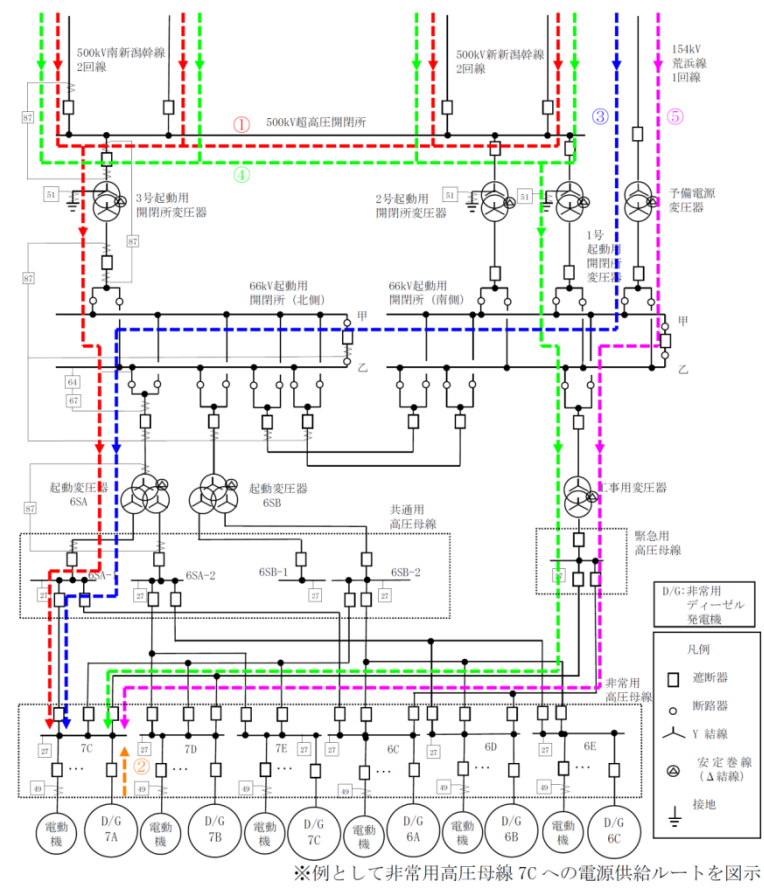 500kV南新潟幹線
2回線
500kV新新潟幹線
2回線
154kV
荒浜線
1回線
87
①
500kV超高圧開閉所
③
⑤
④
51
3号起動用
開閉所変圧器
2号起動用
開閉所変圧器
51
51
予備電源
変圧器
87
87
1号
起動用
開閉所
変圧器
66kV起動用
開閉所(北側)
66kV起動用
開閉所(南側)
甲
甲
乙
乙
64
67
起動変圧器
6SA
起動変圧器
6SB
工事用変圧器
87
共通用
高圧母線
緊急用
高圧母線
6SA-1
6SA-2
6SB-1
6SB-2
27
27
27
27
27
D/G:非常用
ディーゼル
発電機
凡例
遮断器
断路器
Y 結線
安定巻線
(Δ結線)
接地
非常用
高圧母線
7C
7D
7E
6C
6D
6E
27
27
27
27
27
27
②
49
49
49
49
49
49
電動
機
D/G
7A
電動
機
D/G
7B
電動
機
D/G
7C
電動
機
D/G
6A
電動
機
D/G
6B
電動
機
D/G
6C
※例として非常用高圧母線 7C への電源供給ルートを図示